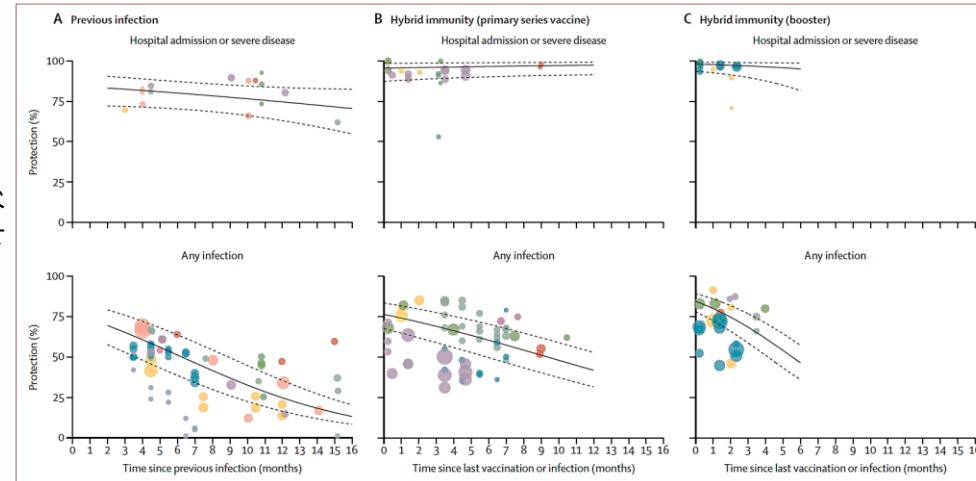 A Previous infection
B Hybrid immunity (primary series vaccine)
C Hybrid immunity (booster)
Hospital admission or severe disease
Hospital admission or severe disease
Hospital admission or severe disease
Protection (%)
100
75
50
25
0
Any infection
Any infection
Any infection
Protection (%)
100
75
50
25
0
0 1 2 3 4 5 6 7 8 9 10 11 12 13 14 15 16
0 1 2 3 4 5 6 7 8 9 10 11 12 13 14 15 16
0 1 2 3 4 5 6 7 8 9 10 11 12 13 14 15
Time since previous infection (months)
Time since last vaccination or infection (months)
Time since last vaccination or infection (months)